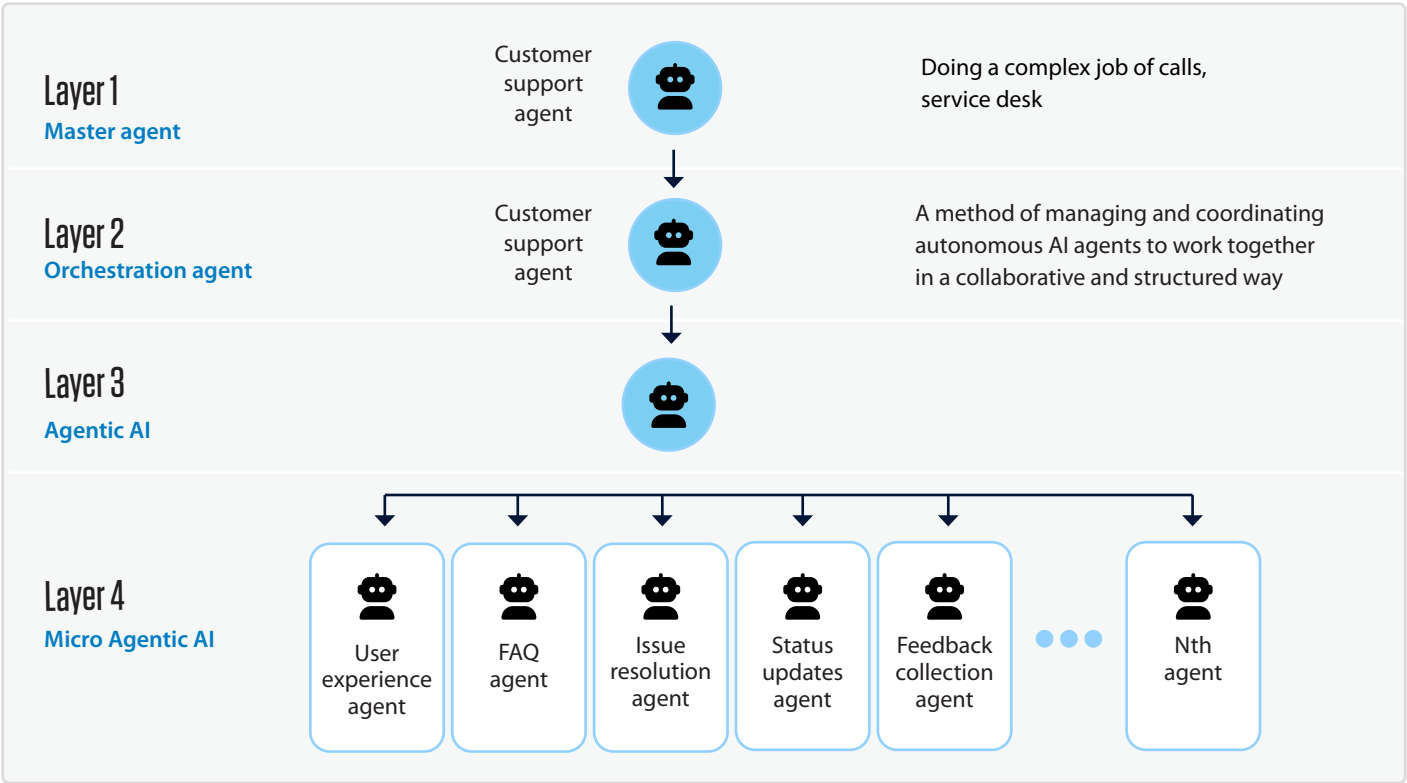 Layer 1
Master agent
Customer
support
agent
Doing a complex job of calls,
service desk
Layer 2
Orchestration agent
Customer
support
agent
A method of managing and coordinating
autonomous AI agents to work together
in a collaborative and structured way
Layer 3
Agentic AI
Layer 4
Micro Agentic AI
User
experience
agent
FAQ
agent
Issue
resolution
agent
Status
updates
agent
Feedback
collection
agent
Nth
agent